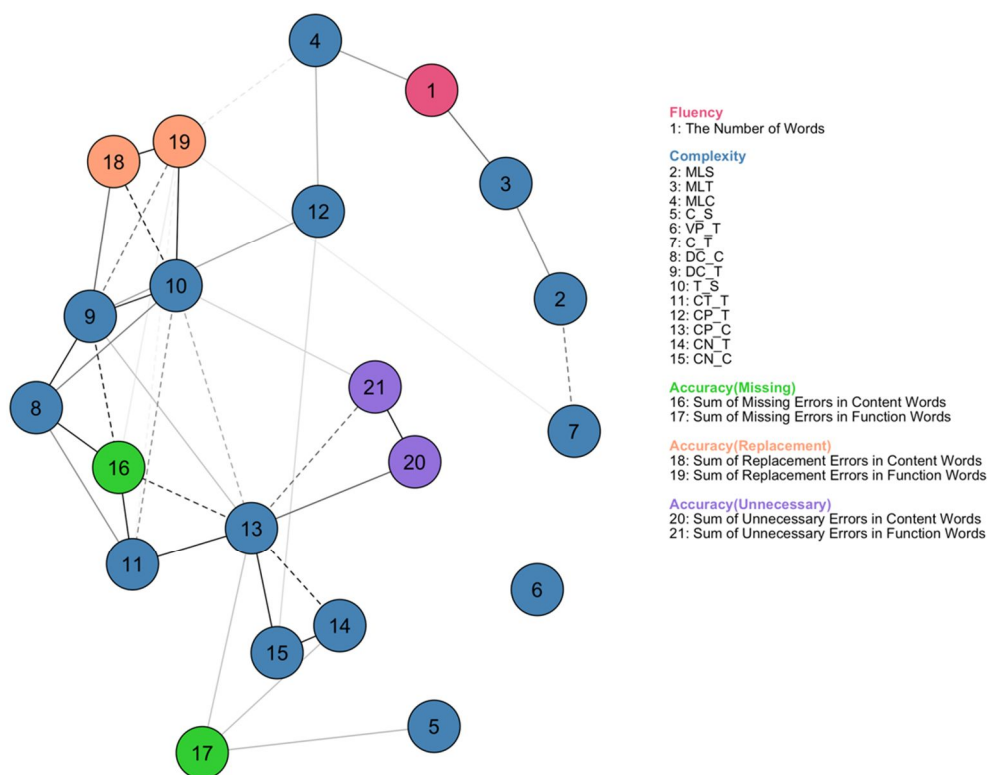 4
1
19
18
3
12
10
2
9
21
8
7
20
16
13
11
6
14
15
5
17
Fluency
1: The Number of Words
Complexity
2: MLS
3: MLT
4: MLC
5: C_S
6: VP_T
7: C_T
8: DC_C
9: DC_T
10: T_S
11: CT_T
12: CP_T
13: CP_C
14: CN_T
15: CN_C
Accuracy(Missing)
16: Sum of Missing Errors in Content Words
17: Sum of Missing Errors in Function Words
Accuracy(Replacement)
18: Sum of Replacement Errors in Content Words
19: Sum of Replacement Errors in Function Words
Accuracy(Unnecessary)
20: Sum of Unnecessary Errors in Content Words
21: Sum of Unnecessary Errors in Function Words